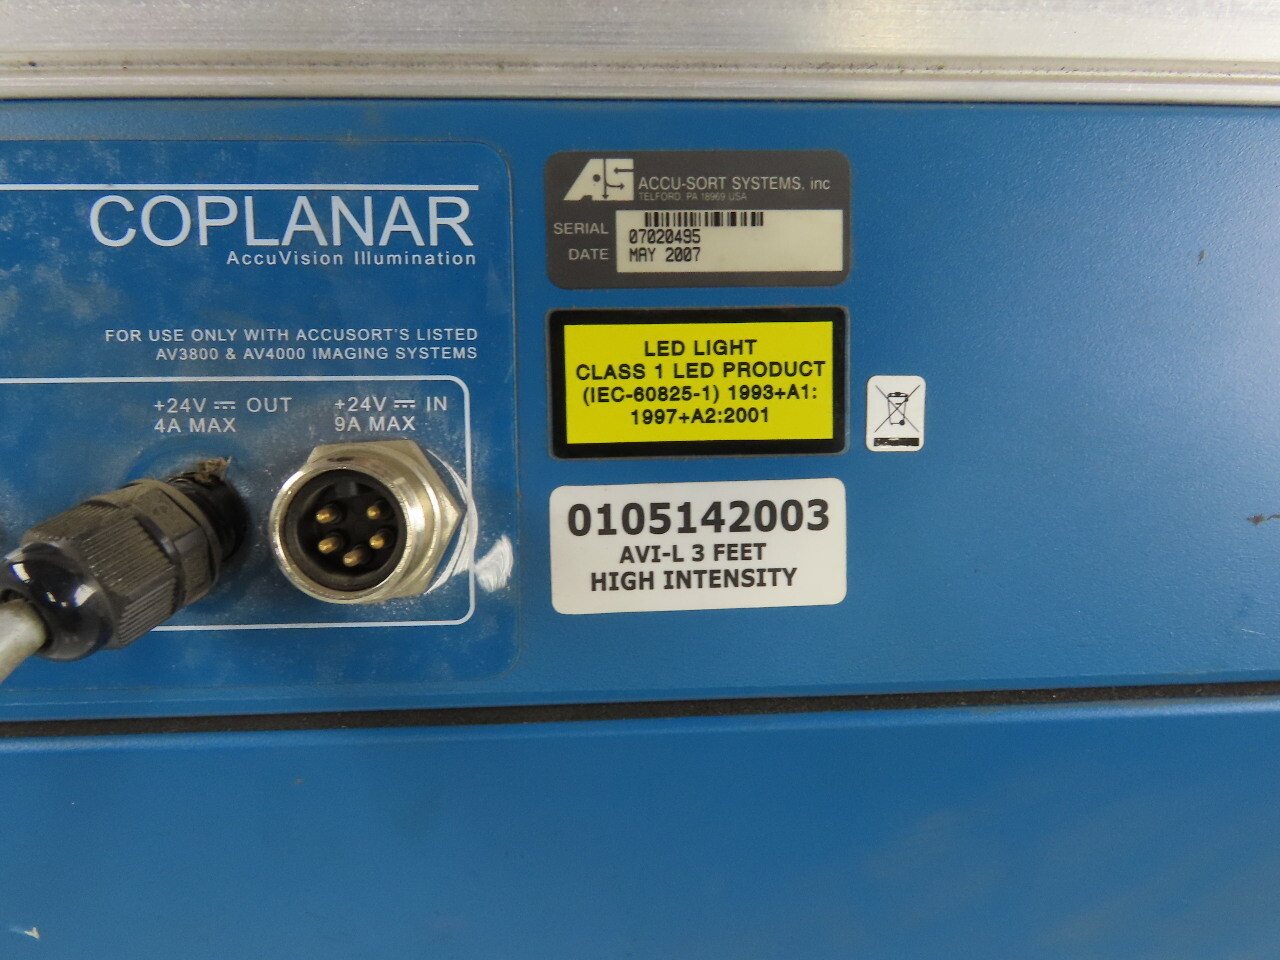 COPLANAR
AccuVision Illumination
FOR USE ONLY WITH ACCUSORT'S LISTED
AV3800 & AV4000 IMAGING SYSTEMS
+24V OUT
4A MAX
+24V IN
9A MAX
AS
ACCU-SORT SYSTEMS, inc
TELFORD, PA 18969 USA
SERIAL 07020495
DATE MAY 2007
LED LIGHT
CLASS 1 LED PRODUCT
(IEC-60825-1) 1993+A1:
1997+A2:2001
0105142003
AVI-L 3 FEET
HIGH INTENSITY